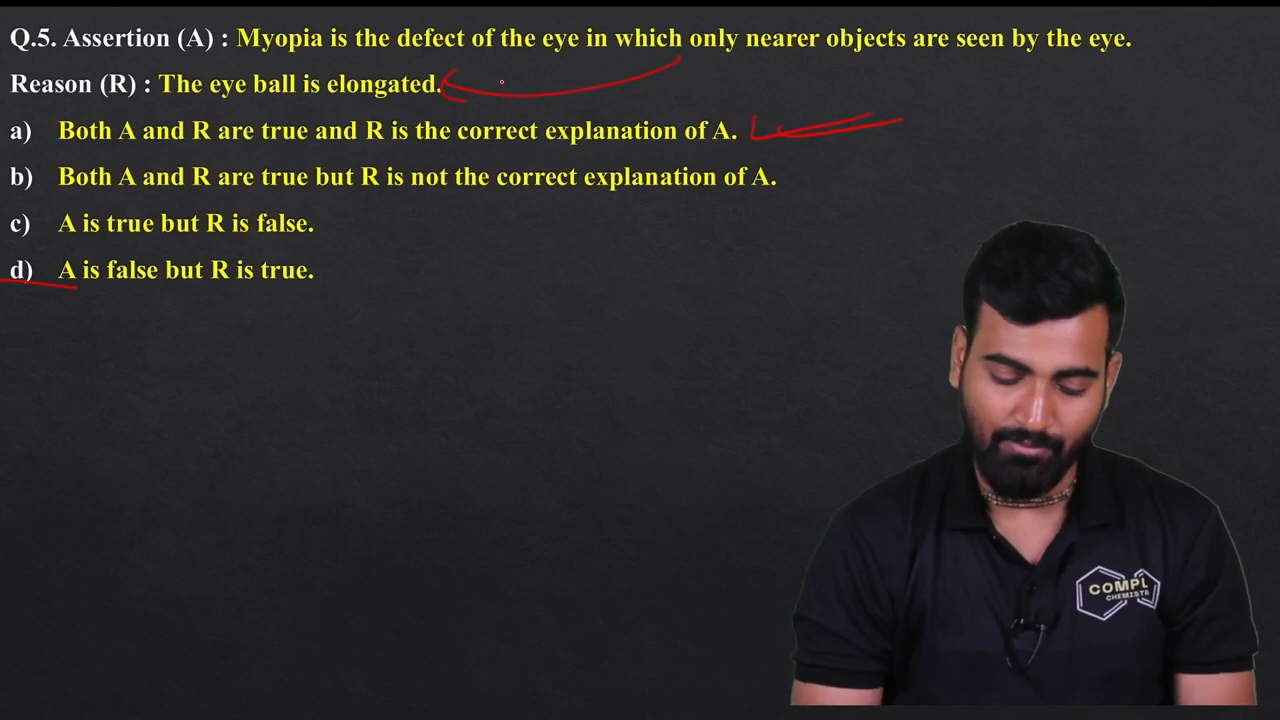 Q.5. Assertion (A) : Myopia is the defect of the eye in which only nearer objects are seen by the eye.
Reason (R) : The eye ball is elongated.
a) Both A and R are true and R is the correct explanation of A.
b) Both A and R are true but R is not the correct explanation of A.
c) A is true but R is false.
d) A is false but R is true.
COMPL
CHEMISTR